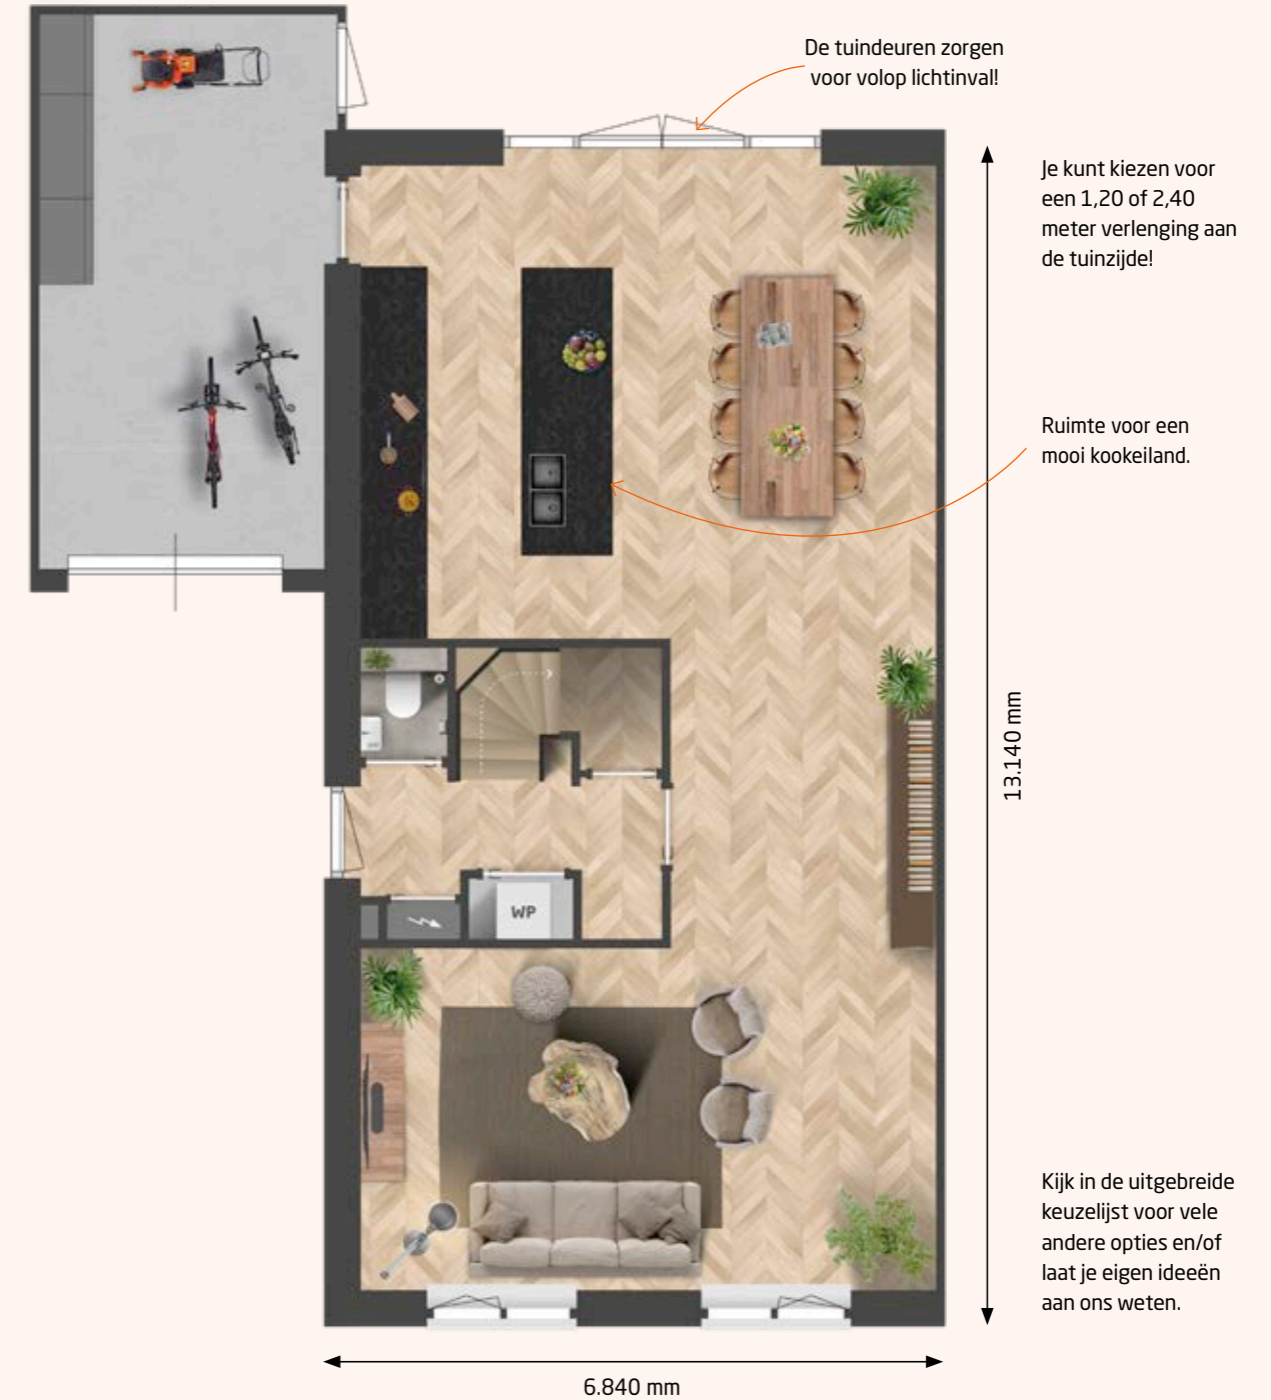 De tuindeuren zorgen
voor volop lichtinval!
Je kunt kiezen voor
een 1,20 of 2,40
meter verlenging aan
de tuinzijde!
Ruimte voor een
mooi kookeiland.
13.140 mm
WP
Kijk in de uitgebreide
keuzelijst voor vele
andere opties en/of
laat je eigen ideeën
aan ons weten.
6.840 mm